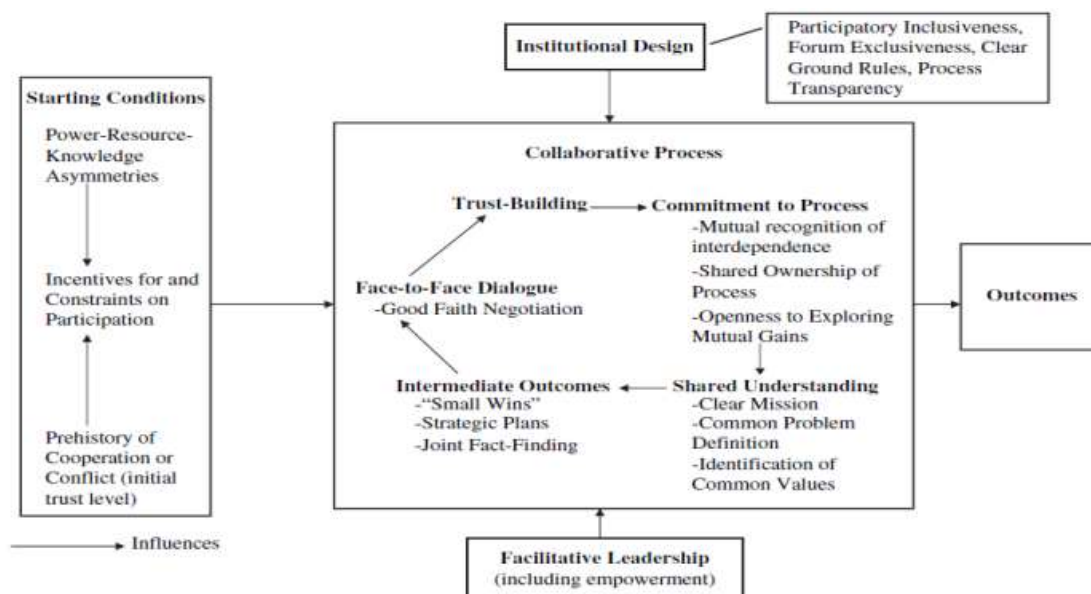 Institutional Design
Participatory Inclusiveness,
Forum Exclusiveness, Clear
Ground Rules, Process
Transparency
Starting Conditions
Power-Resource-
Knowledge
Asymmetries
Incentives for and
Constraints on
Participation
Prehistory of
Cooperation or
Conflict (initial
trust level)
Collaborative Process
Trust-Building
Commitment to Process
-Mutual recognition of
interdependence
-Shared Ownership of
Process
-Openness to Exploring
Mutual Gains
Face-to-Face Dialogue
-Good Faith Negotiation
Intermediate Outcomes
-“Small Wins”
-Strategic Plans
-Joint Fact-Finding
Shared Understanding
-Clear Mission
-Common Problem
Definition
-Identification of
Common Values
Outcomes
Influences
Facilitative Leadership
(including empowerment)